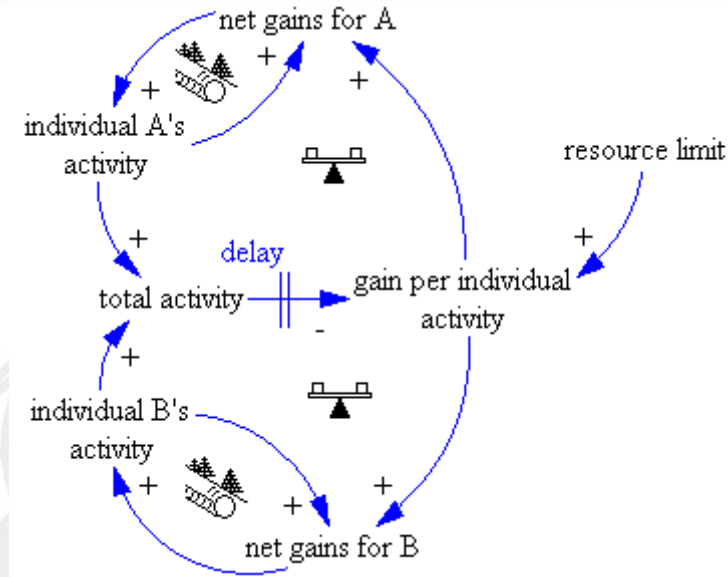 net gains for A
+
+
+
individual A's
activity
resource limit
+
+
delay
gain per individual
activity
total activity
-
+
individual B's
activity
+
+
+
net gains for B